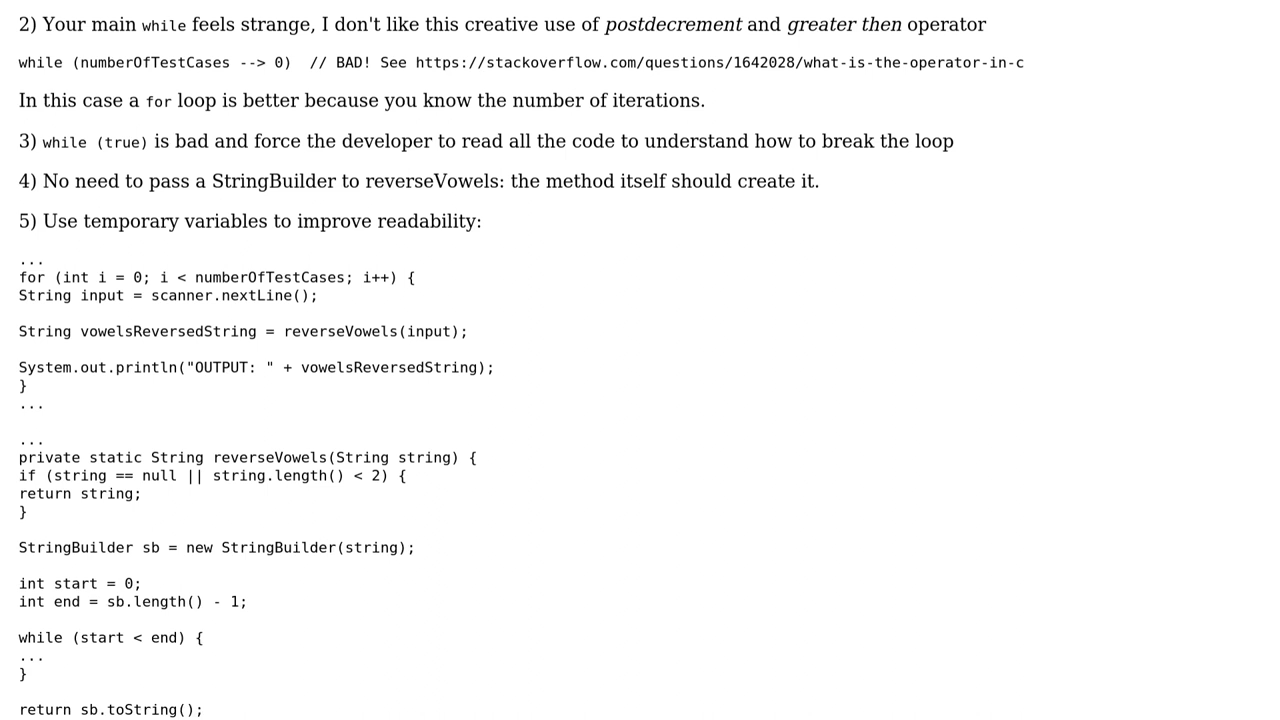 2) Your main while feels strange, I don't like this creative use of postdecrement and greater then operator
while (numberOfTestCases --> 0)  // BAD! See https://stackoverflow.com/questions/1642028/what-is-the-operator-in-c
In this case a for loop is better because you know the number of iterations.
3) while (true) is bad and force the developer to read all the code to understand how to break the loop
4) No need to pass a StringBuilder to reverseVowels: the method itself should create it.
5) Use temporary variables to improve readability:
...
for (int i = 0; i < numberOfTestCases; i++) {
String input = scanner.nextLine();
String vowelsReversedString = reverseVowels(input);
System.out.println("OUTPUT: " + vowelsReversedString);
}
...
...
private static String reverseVowels(String string) {
if (string == null || string.length() < 2) {
return string;
}
StringBuilder sb = new StringBuilder(string);
int start = 0;
int end = sb.length() - 1;
while (start < end) {
...
}
return sb.toString();